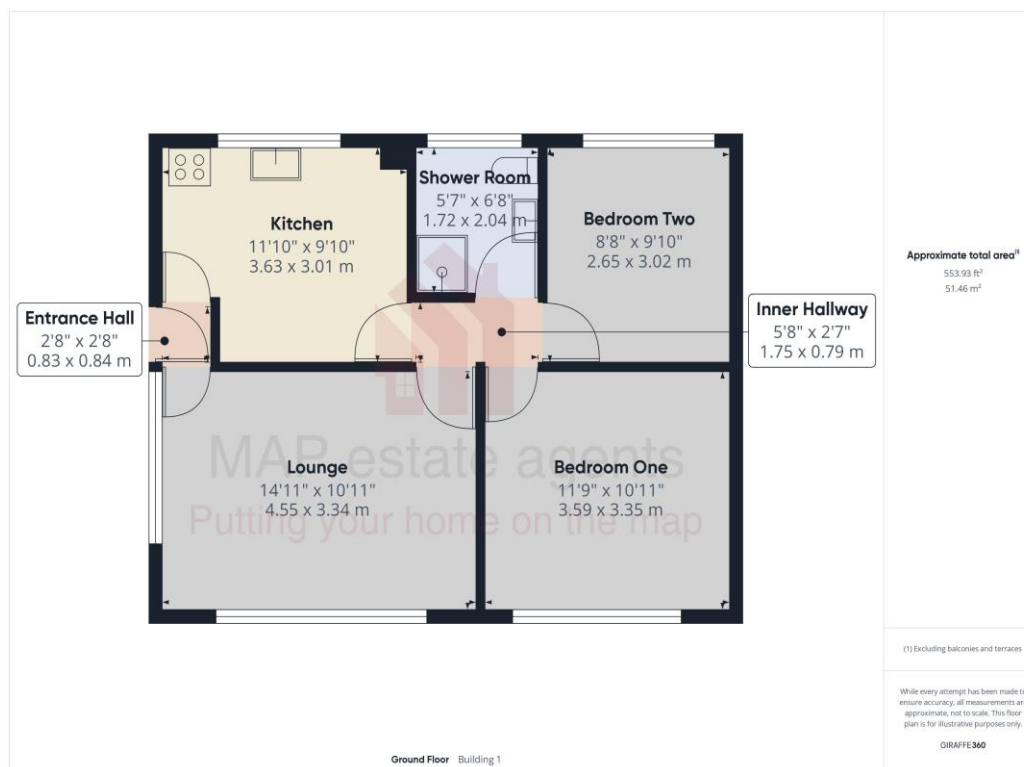 Kitchen
11'10" x 9'10"
3.63 x 3.01 m
Shower Room
5'7" x 6'8"
1.72 x 2.04 m
Bedroom Two
8'8" x 9'10"
2.65 x 3.02 m
Entrance Hall
2'8" x 2'8"
0.83 x 0.84 m
Inner Hallway
5'8" x 2'7"
1.75 x 0.79 m
MAP estate agents
Putting your home on the map
Lounge
14'11" x 10'11"
4.55 x 3.34 m
Bedroom One
11'9" x 10'11"
3.59 x 3.35 m
Approximate total area⁽¹⁾
553.93 ft²
51.46 m²
(1) Excluding balconies and terraces
While every attempt has been made to
ensure accuracy, all measurements are
approximate, not to scale. This floor
plan is for illustrative purposes only.
GIRAFFE360
Ground Floor Building 1